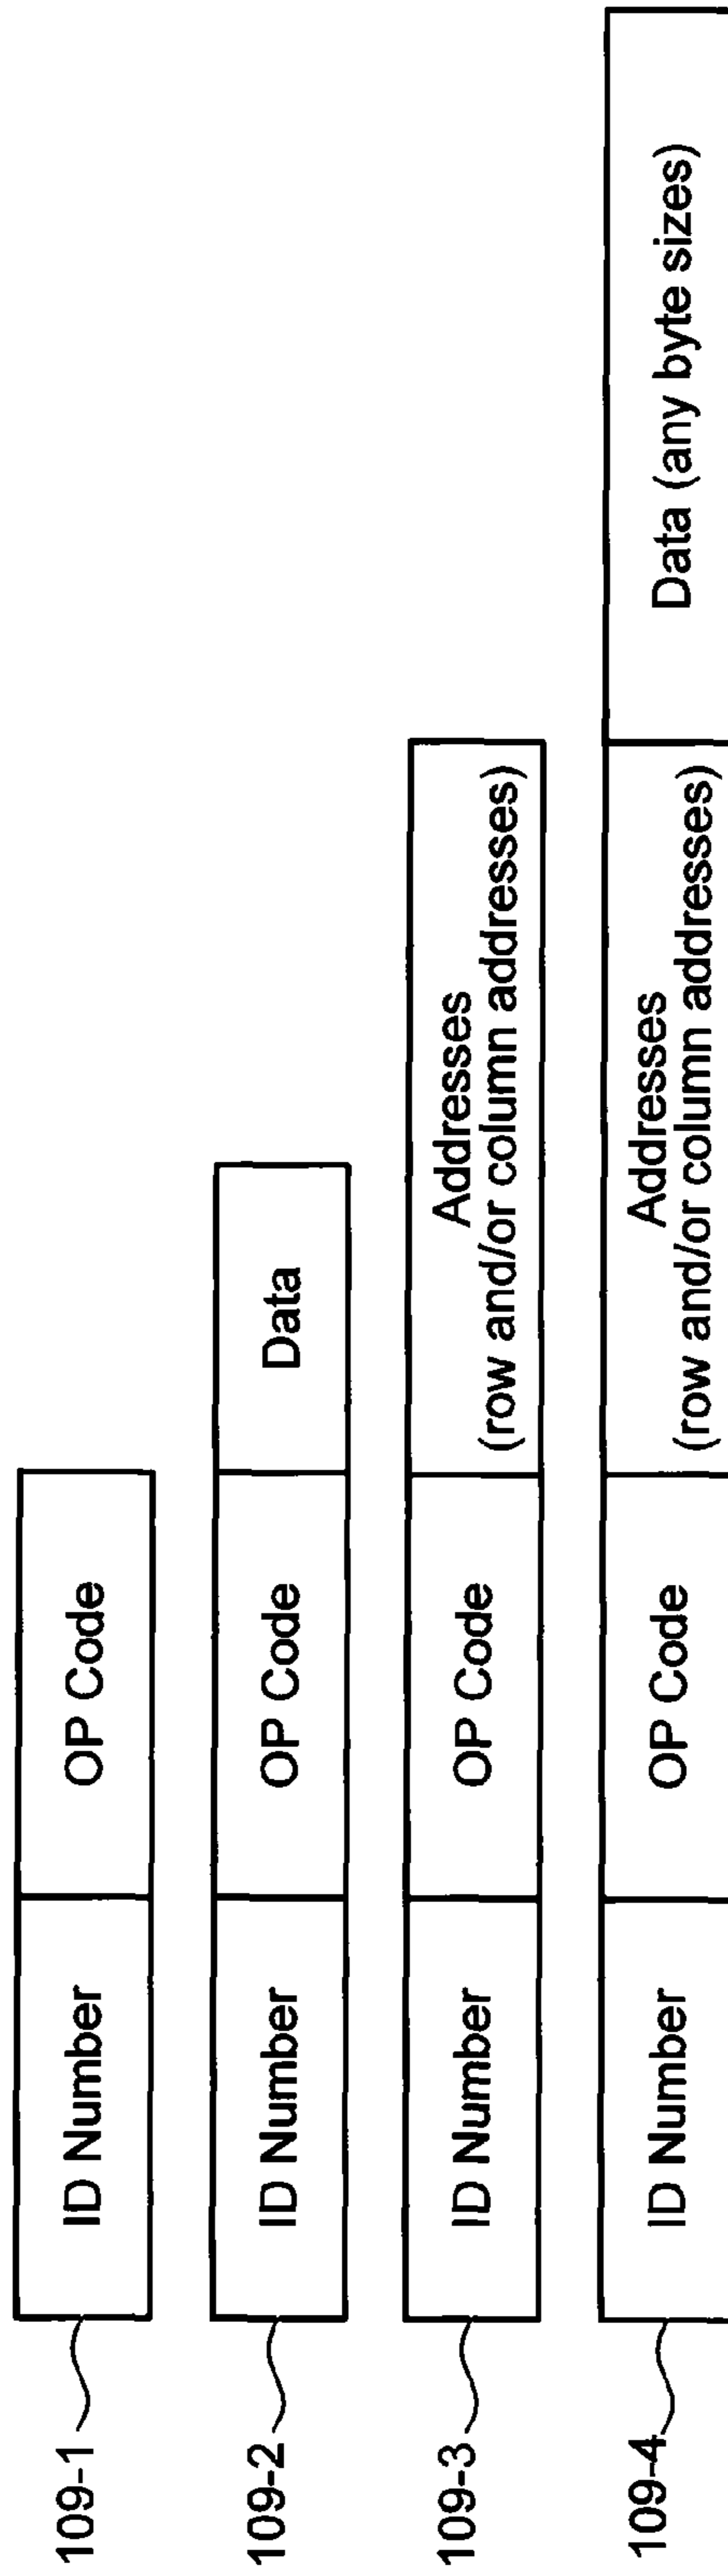 109-1 ID Number OP Code
109-2 ID Number OP Code Data
109-3 ID Number OP Code Addresses
(row and/or column addresses)
109-4 ID Number OP Code Addresses
(row and/or column addresses) Data (any byte sizes)